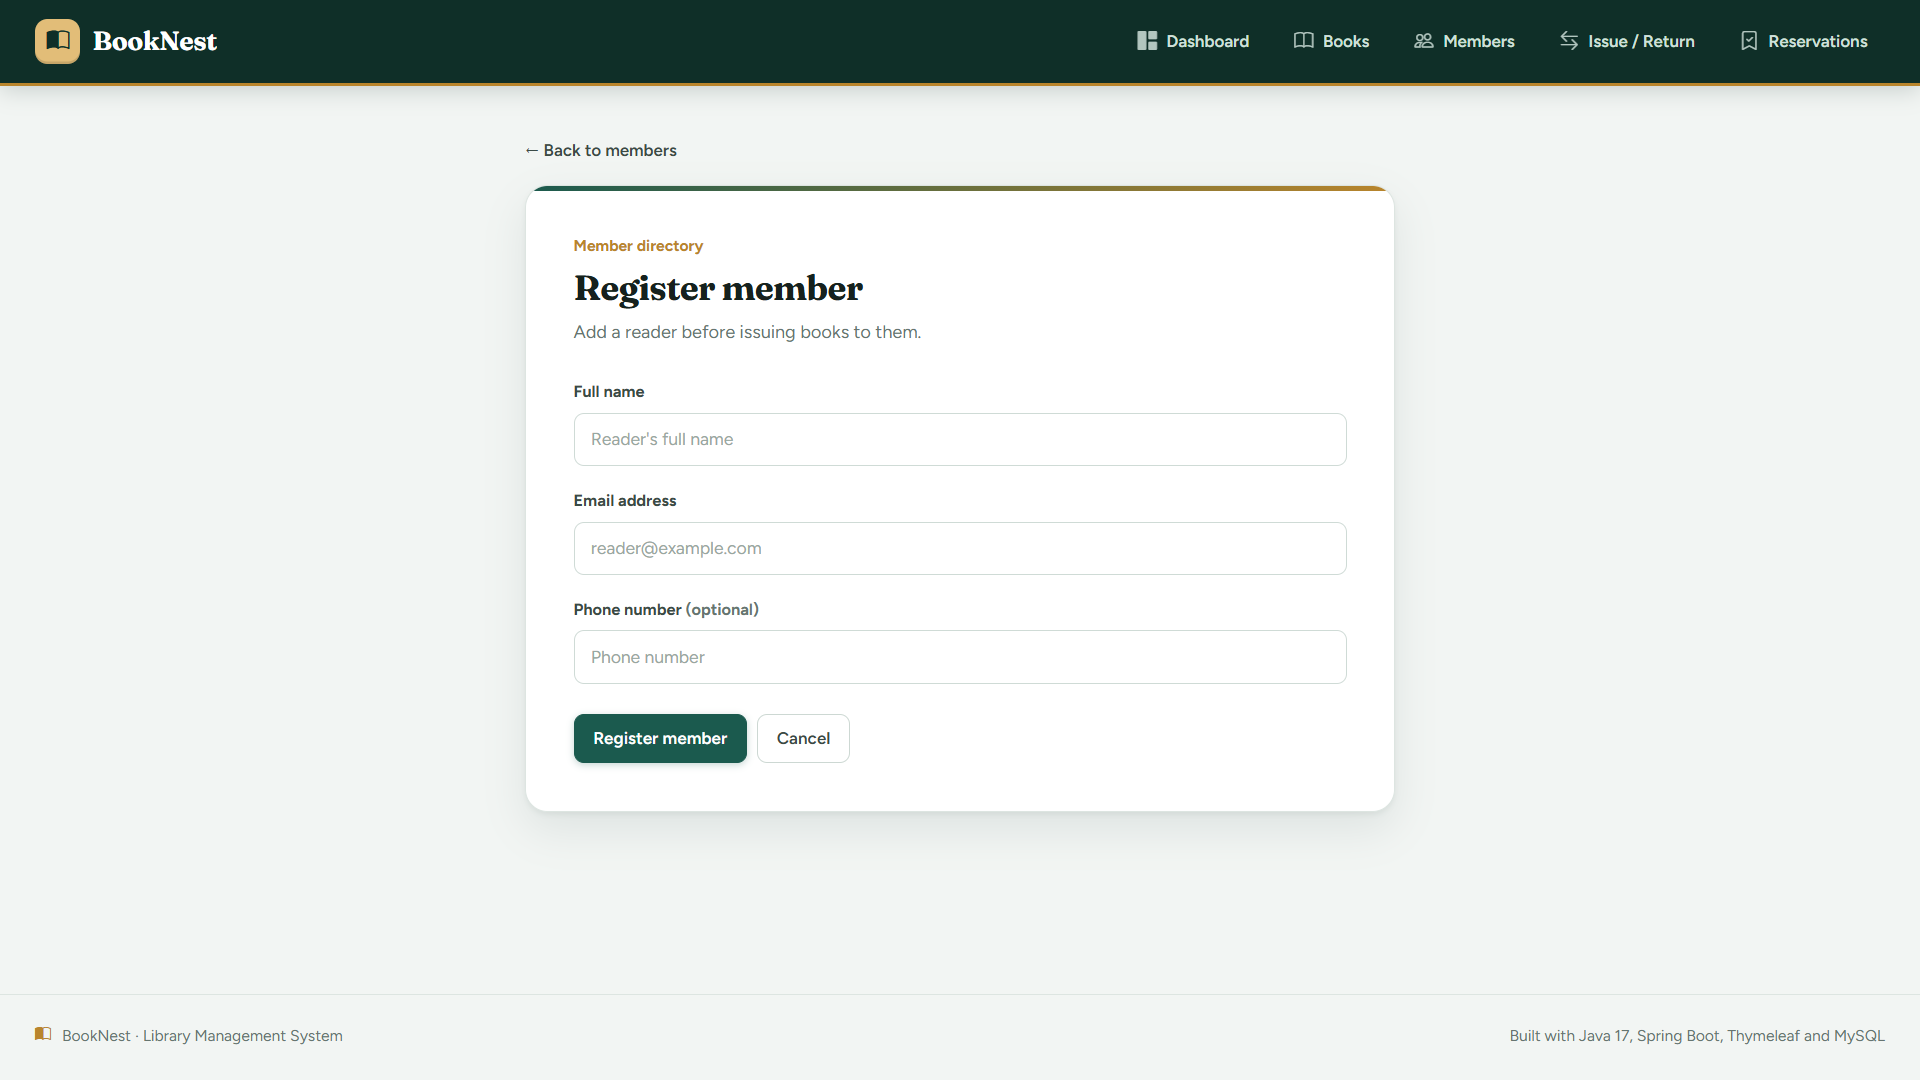 BookNest
Dashboard
Books
Members
Issue / Return
Reservations
← Back to members
Member directory
Register member
Add a reader before issuing books to them.
Full name
Reader's full name
Email address
reader@example.com
Phone number (optional)
Phone number
Register member
Cancel
BookNest · Library Management System
Built with Java 17, Spring Boot, Thymeleaf and MySQL